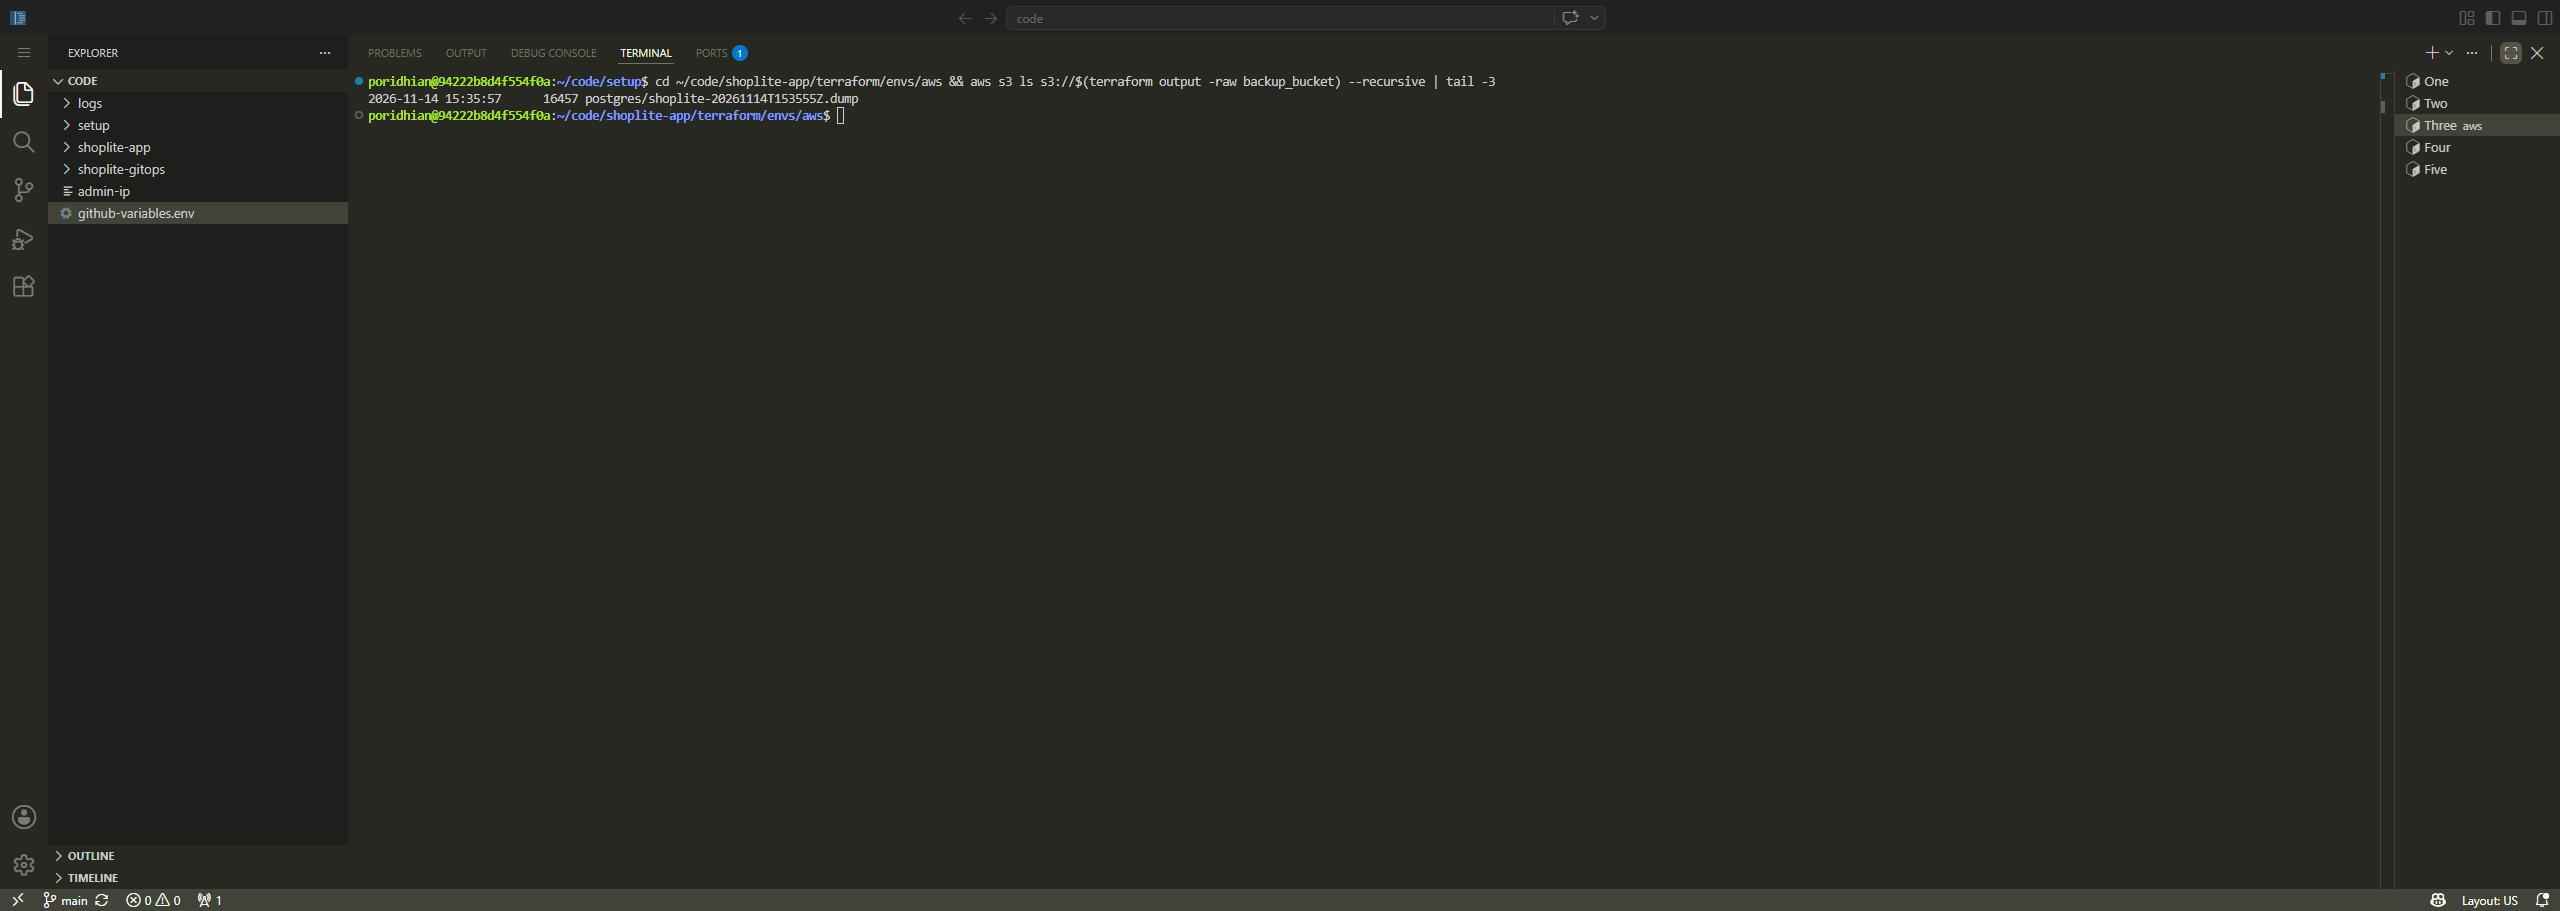 code
EXPLORER
CODE
logs
setup
shoplite-app
shoplite-gitops
admin-ip
github-variables.env
OUTLINE
TIMELINE
PROBLEMS OUTPUT DEBUG CONSOLE TERMINAL PORTS 1
poridhian@94222b8d4f554f0a:~/code/setup$ cd ~/code/shoplite-app/terraform/envs/aws && aws s3 ls s3://$(terraform output -raw backup_bucket) --recursive | tail -3
2026-11-14 15:35:57      16457 postgres/shoplite-20261114T153555Z.dump
poridhian@94222b8d4f554f0a:~/code/shoplite-app/terraform/envs/aws$
One
Two
Three aws
Four
Five
main 0 0 1
Layout: US